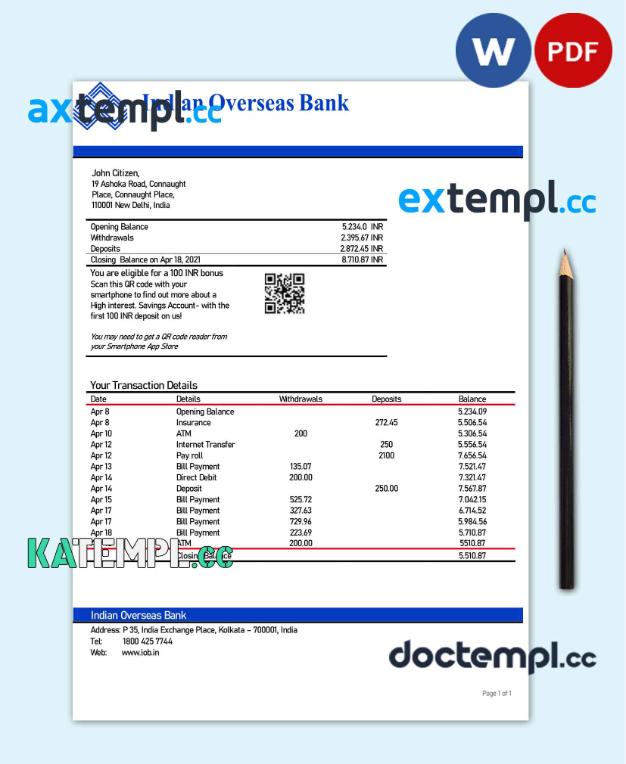 W PDF
axtempl.cc
Indian Overseas Bank
John Citizen,
19 Ashoka Road, Connaught
Place, Connaught Place,
110001 New Delhi, India
extempl.cc
Opening Balance 5.234.0 INR
Withdrawals 2.395.67 INR
Deposits 2.872.45 INR
Closing Balance on Apr 18, 2021 8.710.87 INR
You are eligible for a 100 INR bonus
Scan this QR code with your
smartphone to find out more about a
High interest. Savings Account- with the
first 100 INR deposit on us!
You may need to get a QR code reader from
your Smartphone App Store
Your Transaction Details
Date Details Withdrawals Deposits Balance
Apr 8 Opening Balance 5.234.09
Apr 8 Insurance 272.45 5.506.54
Apr 10 ATM 200 5.306.54
Apr 12 Internet Transfer 250 5.556.54
Apr 12 Pay roll 2100 7.656.54
Apr 13 Bill Payment 135.07 7.521.47
Apr 14 Direct Debit 200.00 7.321.47
Apr 14 Deposit 250.00 7.567.87
Apr 15 Bill Payment 525.72 7.042.15
Apr 17 Bill Payment 327.63 6.714.52
Apr 17 Bill Payment 729.96 5.984.56
Apr 18 Bill Payment 223.69 5.710.87
ATM 200.00 5510.87
Closing Balance 5.510.87
KATEMPL.cc
Indian Overseas Bank
Address: P 35, India Exchange Place, Kolkata – 700001, India
Tel: 1800 425 7744
Web: www.iob.in
doctempl.cc
Page 1 of 1